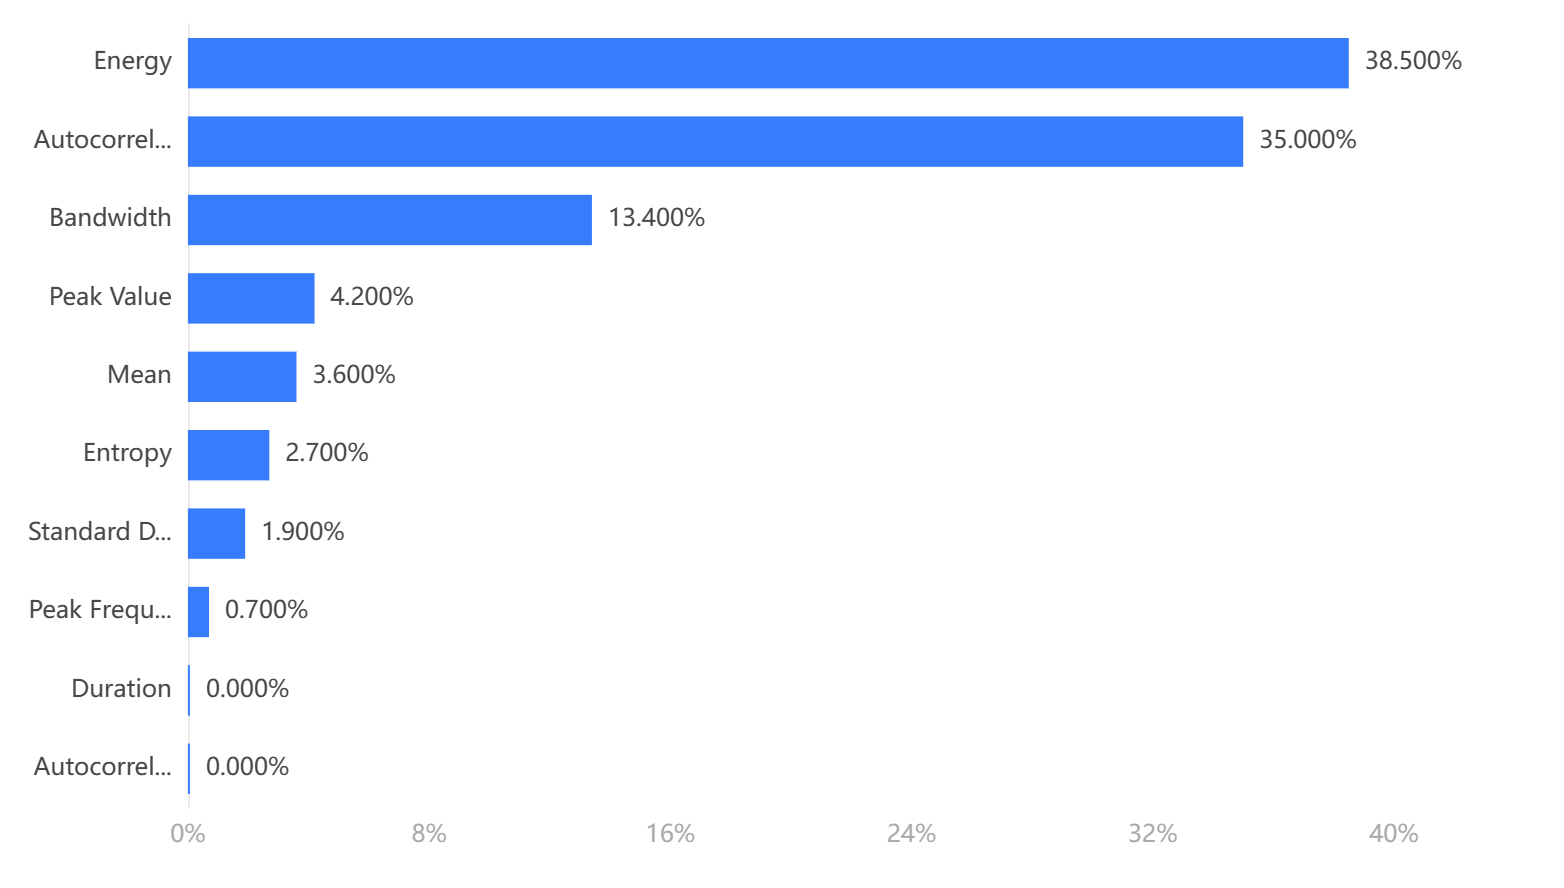 Energy 38.500%
Autocorrel... 35.000%
Bandwidth 13.400%
Peak Value 4.200%
Mean 3.600%
Entropy 2.700%
Standard D... 1.900%
Peak Frequ... 0.700%
Duration 0.000%
Autocorrel... 0.000%
0% 8% 16% 24% 32% 40%